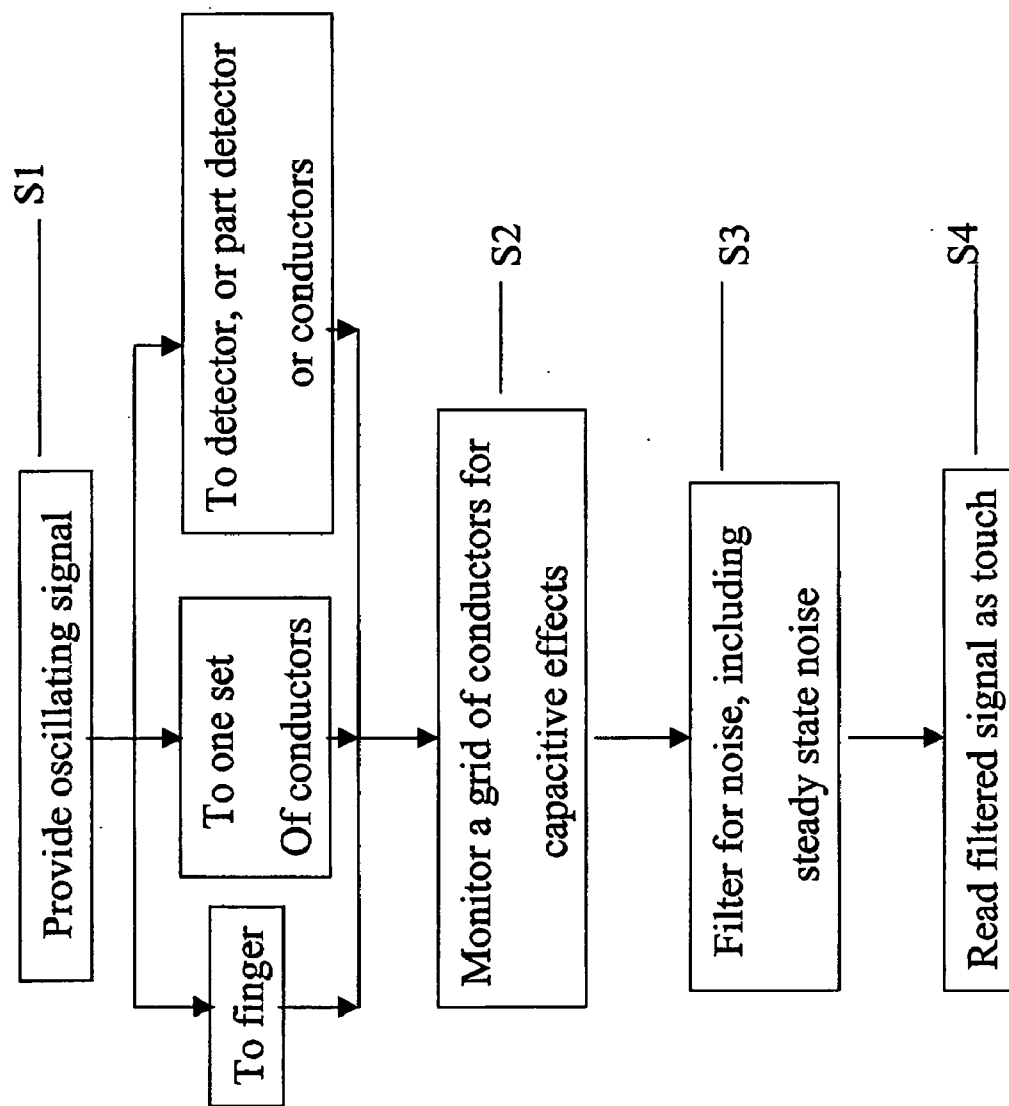 Provide oscillating signal
S1
To finger
To one set
Of conductors
To detector, or part detector
or conductors
Monitor a grid of conductors for
capacitive effects
S2
Filter for noise, including
steady state noise
S3
Read filtered signal as touch
S4